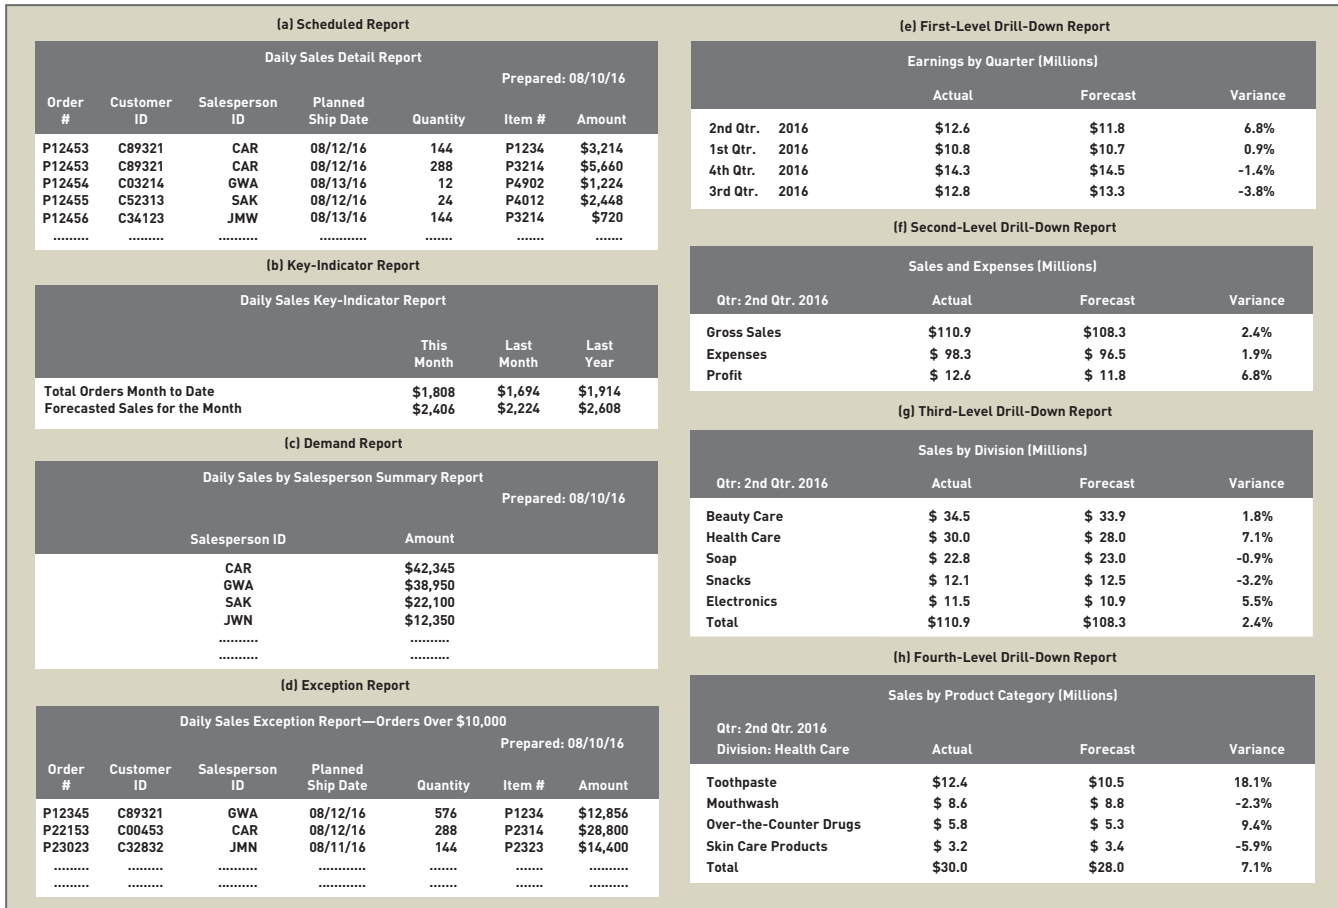 (a) Scheduled Report
Daily Sales Detail Report
Prepared: 08/10/16
Order # Customer ID Salesperson ID Planned Ship Date Quantity Item # Amount
P12453 C89321 CAR 08/12/16 144 P1234 $3,214
P12453 C89321 CAR 08/12/16 288 P3214 $5,660
P12454 C03214 GWA 08/13/16 12 P4902 $1,224
P12455 C52313 SAK 08/12/16 24 P4012 $2,448
P12456 C34123 JMW 08/13/16 144 P3214 $720
......... ......... .......... ............ ....... ....... .......
(b) Key-Indicator Report
Daily Sales Key-Indicator Report
This Month Last Month Last Year
Total Orders Month to Date $1,808 $1,694 $1,914
Forecasted Sales for the Month $2,406 $2,224 $2,608
(c) Demand Report
Daily Sales by Salesperson Summary Report
Prepared: 08/10/16
Salesperson ID Amount
CAR $42,345
GWA $38,950
SAK $22,100
JWN $12,350
.......... ..........
.......... ..........
(d) Exception Report
Daily Sales Exception Report—Orders Over $10,000
Prepared: 08/10/16
Order # Customer ID Salesperson ID Planned Ship Date Quantity Item # Amount
P12345 C89321 GWA 08/12/16 576 P1234 $12,856
P22153 C00453 CAR 08/12/16 288 P2314 $28,800
P23023 C32832 JMN 08/11/16 144 P2323 $14,400
......... ......... .......... ............ ....... ....... ..........
......... ......... .......... ............ ....... ....... ..........
(e) First-Level Drill-Down Report
Earnings by Quarter (Millions)
Actual Forecast Variance
2nd Qtr. 2016 $12.6 $11.8 6.8%
1st Qtr. 2016 $10.8 $10.7 0.9%
4th Qtr. 2016 $14.3 $14.5 -1.4%
3rd Qtr. 2016 $12.8 $13.3 -3.8%
(f) Second-Level Drill-Down Report
Sales and Expenses (Millions)
Qtr: 2nd Qtr. 2016 Actual Forecast Variance
Gross Sales $110.9 $108.3 2.4%
Expenses $ 98.3 $ 96.5 1.9%
Profit $ 12.6 $ 11.8 6.8%
(g) Third-Level Drill-Down Report
Sales by Division (Millions)
Qtr: 2nd Qtr. 2016 Actual Forecast Variance
Beauty Care $ 34.5 $ 33.9 1.8%
Health Care $ 30.0 $ 28.0 7.1%
Soap $ 22.8 $ 23.0 -0.9%
Snacks $ 12.1 $ 12.5 -3.2%
Electronics $ 11.5 $ 10.9 5.5%
Total $110.9 $108.3 2.4%
(h) Fourth-Level Drill-Down Report
Sales by Product Category (Millions)
Qtr: 2nd Qtr. 2016
Division: Health Care Actual Forecast Variance
Toothpaste $12.4 $10.5 18.1%
Mouthwash $ 8.6 $ 8.8 -2.3%
Over-the-Counter Drugs $ 5.8 $ 5.3 9.4%
Skin Care Products $ 3.2 $ 3.4 -5.9%
Total $30.0 $28.0 7.1%